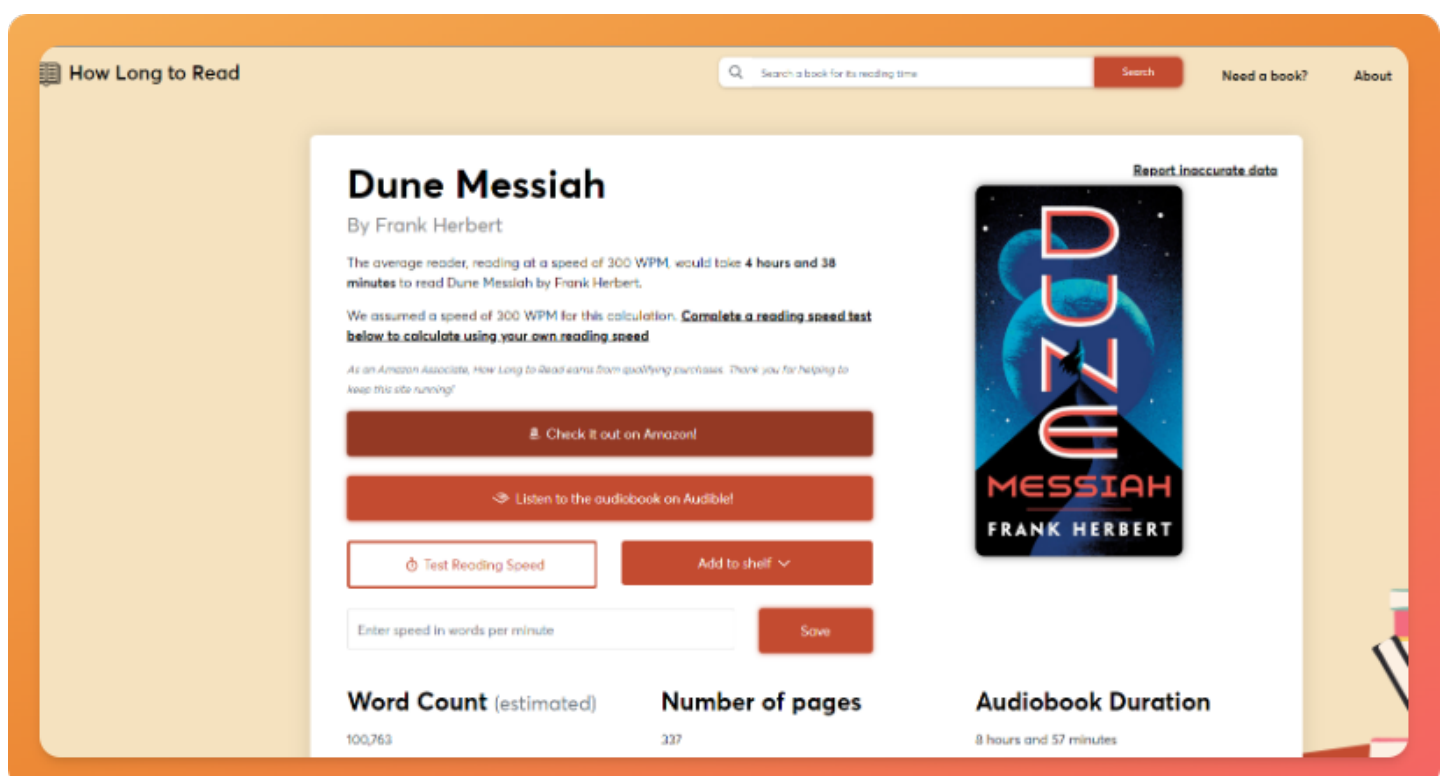 How Long to Read
Search a book for its reading time
Search
Need a book?
About
Report inaccurate data
Dune Messiah
By Frank Herbert
The average reader, reading at a speed of 300 WPM, would take 4 hours and 38
minutes to read Dune Messiah by Frank Herbert.
We assumed a speed of 300 WPM for this calculation. Complete a reading speed test
below to calculate using your own reading speed
As an Amazon Associate, How Long to Read earns from qualifying purchases. Thank you for helping to
keep this site running!
Check it out on Amazon!
Listen to the audiobook on Audible!
Test Reading Speed
Add to shelf
Enter speed in words per minute
Save
DUNE
MESSIAH
FRANK HERBERT
Word Count (estimated)
100,763
Number of pages
337
Audiobook Duration
8 hours and 57 minutes